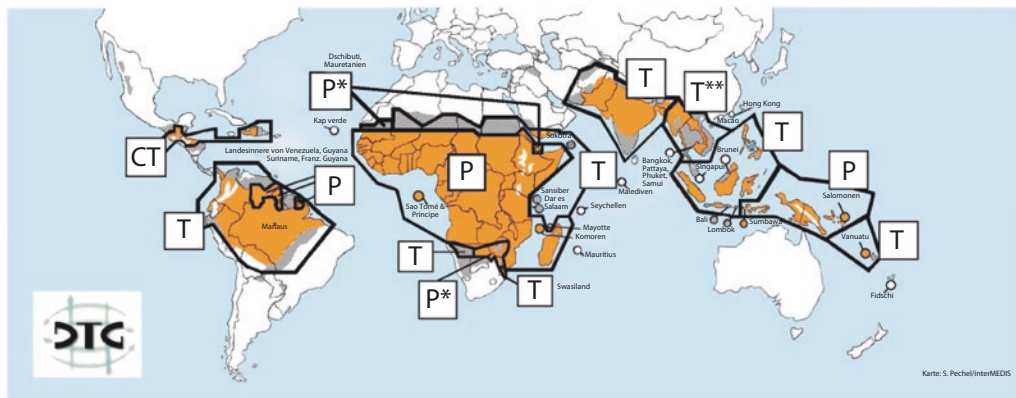 Dschibuti,
Mauretanien
P*
T
T**
Hong Kong
Macao
Kap verde
Sokotra
CT
Landesinnere von Venezuela, Guyana
Suriname, Franz. Guyana
P
P
T
Bangkok,
Pattaya,
Phuket,
Samui
Brunei
Singapur
T
P
Malediven
Salomonen
Sansiber
Dar es
Salaam
Seychellen
Sao Tomé &
Principe
T
Manaus
Mayotte
Komoren
Mauritius
Bali
Lombok
Sumbawa
Vanuatu
T
T
P*
T
Swasiland
Fidschi
DTG
Karte: S. Pechel/interMEDIS